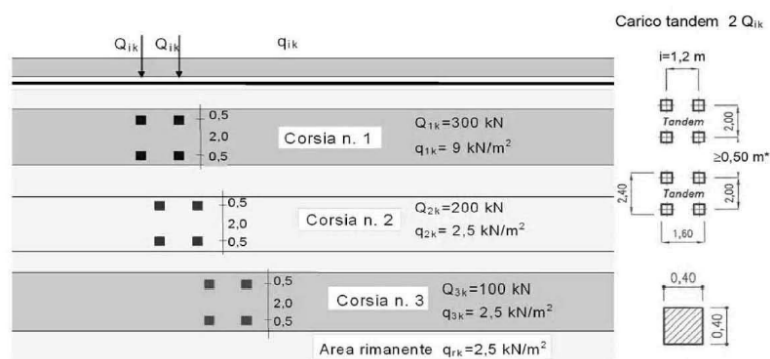 Carico tandem 2 Qik
Qik Qik qik
i=1,2 m
0,5
2,0
0,5
Corsia n. 1
Q1k=300 kN
q1k= 9 kN/m²
Tandem
2,00
≥0,50 m*
0,5
2,0
0,5
Corsia n. 2
Q2k=200 kN
q2k= 2,5 kN/m²
2,40
Tandem
2,00
1,60
0,5
2,0
0,5
Corsia n. 3
Q3k=100 kN
q3k= 2,5 kN/m²
0,40
0,40
Area rimanente qrk=2,5 kN/m²